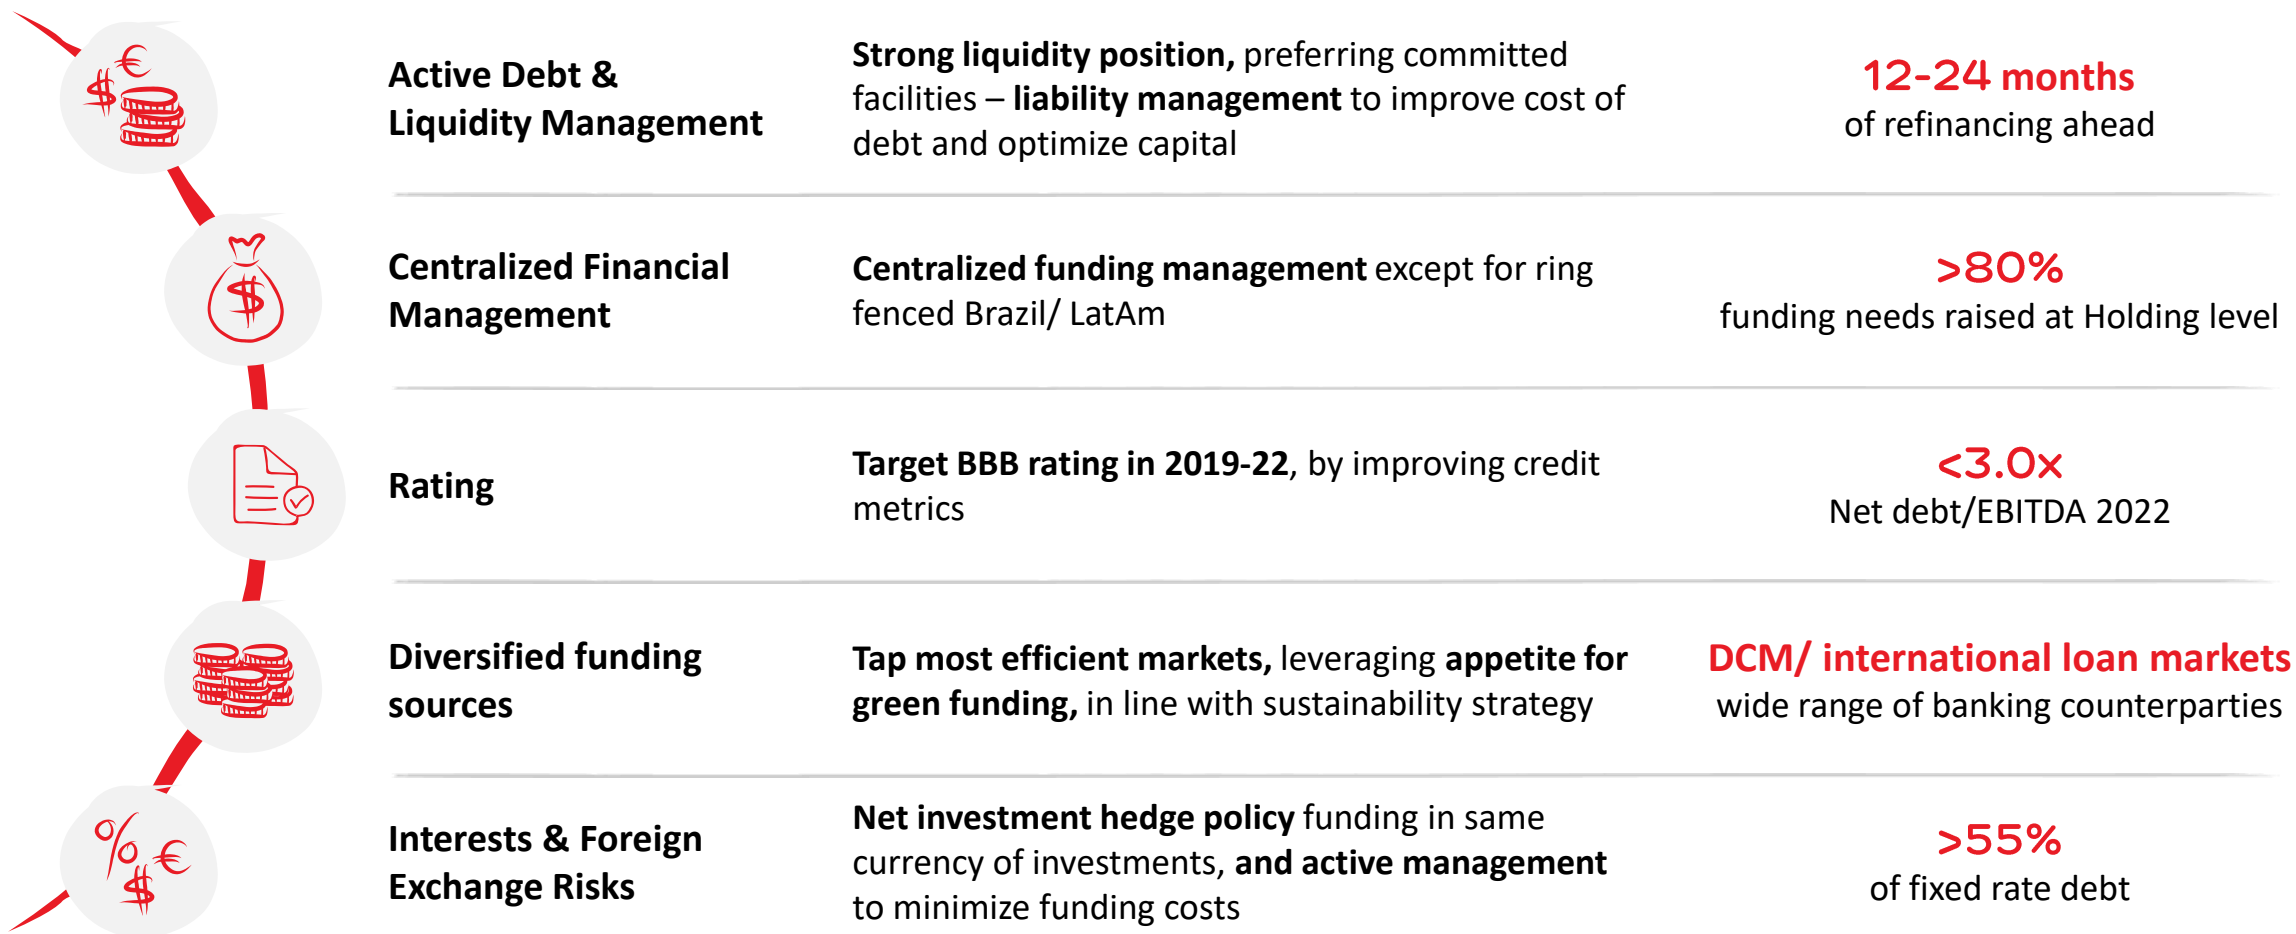 Active Debt &
Liquidity Management
Strong liquidity position, preferring committed
facilities – liability management to improve cost of
debt and optimize capital
12-24 months
of refinancing ahead
Centralized Financial
Management
Centralized funding management except for ring
fenced Brazil/ LatAm
>80%
funding needs raised at Holding level
Rating
Target BBB rating in 2019-22, by improving credit
metrics
<3.0x
Net debt/EBITDA 2022
Diversified funding
sources
Tap most efficient markets, leveraging appetite for
green funding, in line with sustainability strategy
DCM/ international loan markets
wide range of banking counterparties
Interests & Foreign
Exchange Risks
Net investment hedge policy funding in same
currency of investments, and active management
to minimize funding costs
>55%
of fixed rate debt